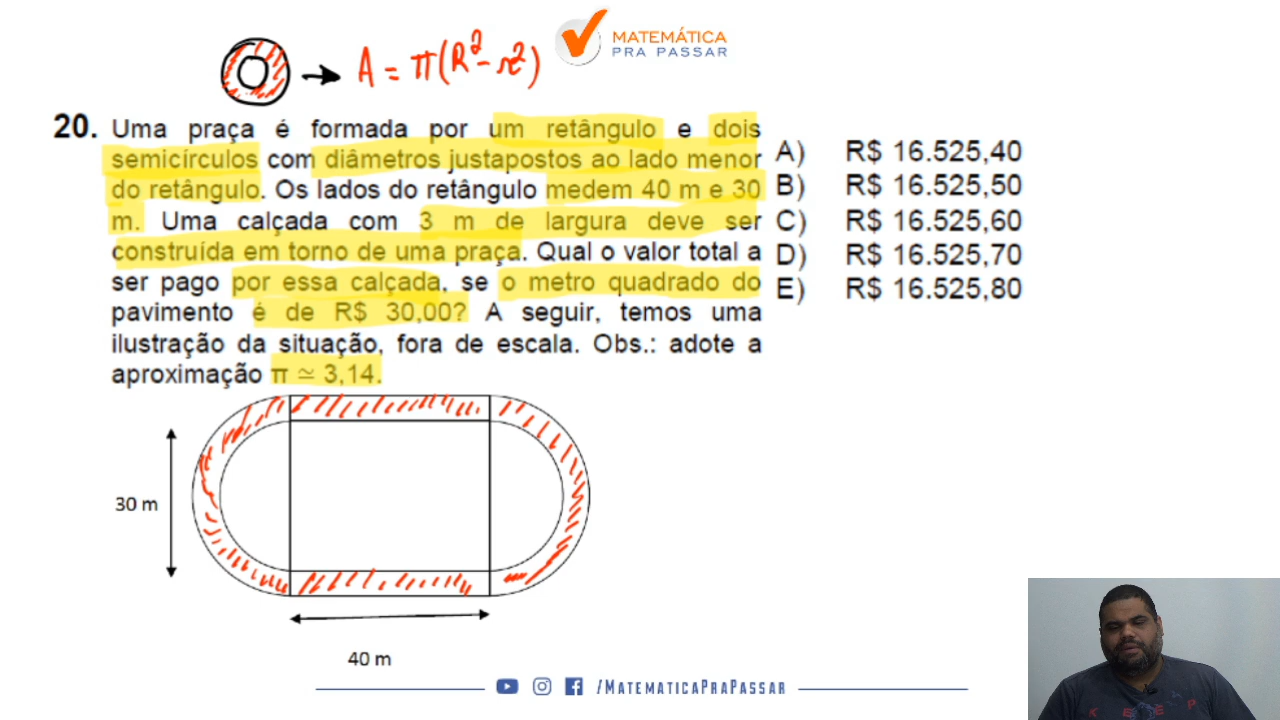 MATEMÁTICA
PRA PASSAR
→ A = π(R² - r²)
20. Uma praça é formada por um retângulo e dois
semicírculos com diâmetros justapostos ao lado menor
do retângulo. Os lados do retângulo medem 40 m e 30
m. Uma calçada com 3 m de largura deve ser
construída em torno de uma praça. Qual o valor total a
ser pago por essa calçada, se o metro quadrado do
pavimento é de R$ 30,00? A seguir, temos uma
ilustração da situação, fora de escala. Obs.: adote a
aproximação π ≃ 3,14.
A) R$ 16.525,40
B) R$ 16.525,50
C) R$ 16.525,60
D) R$ 16.525,70
E) R$ 16.525,80
30 m
40 m
/MATEMATICAPRAPASSAR
K E E P